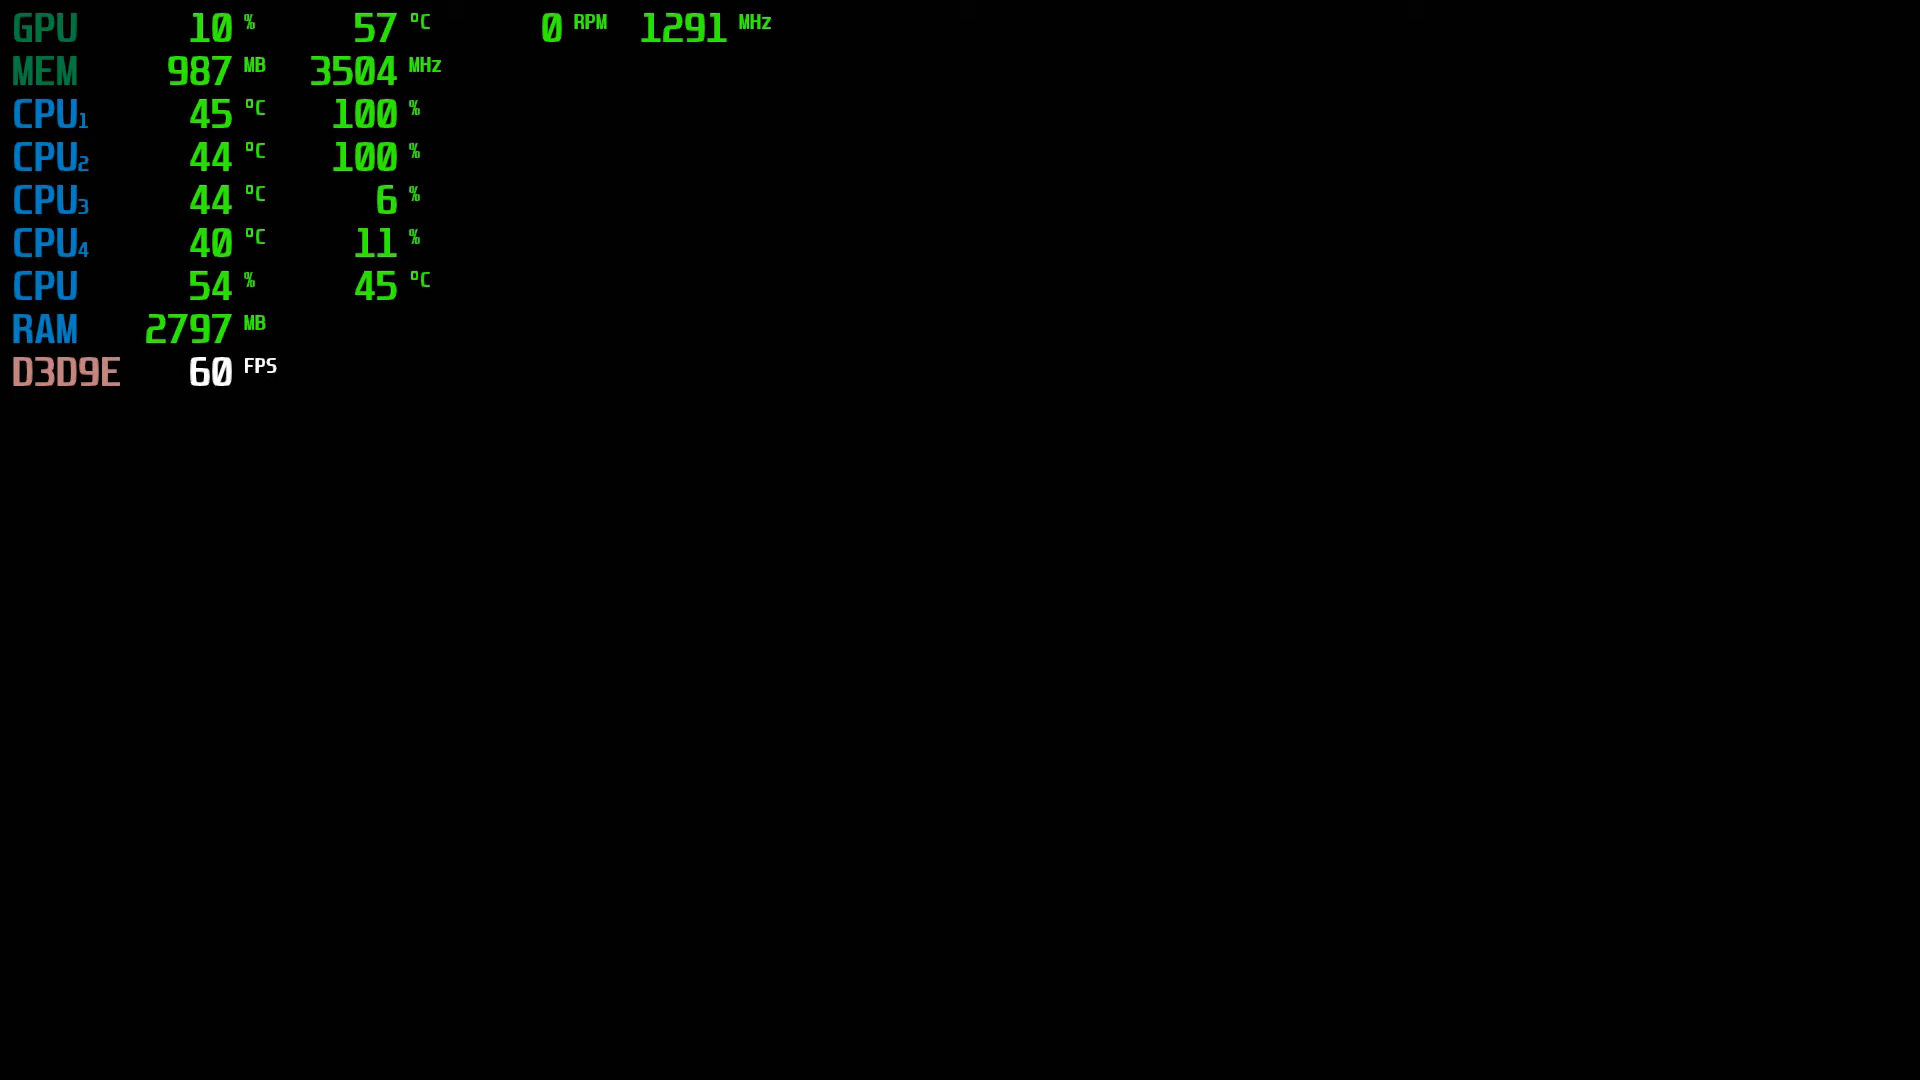 GPU 10 % 57 °C 0 RPM 1291 MHz
MEM 987 MB 3504 MHz
CPU1 45 °C 100 %
CPU2 44 °C 100 %
CPU3 44 °C 6 %
CPU4 40 °C 11 %
CPU 54 % 45 °C
RAM 2797 MB
D3D9E 60 FPS